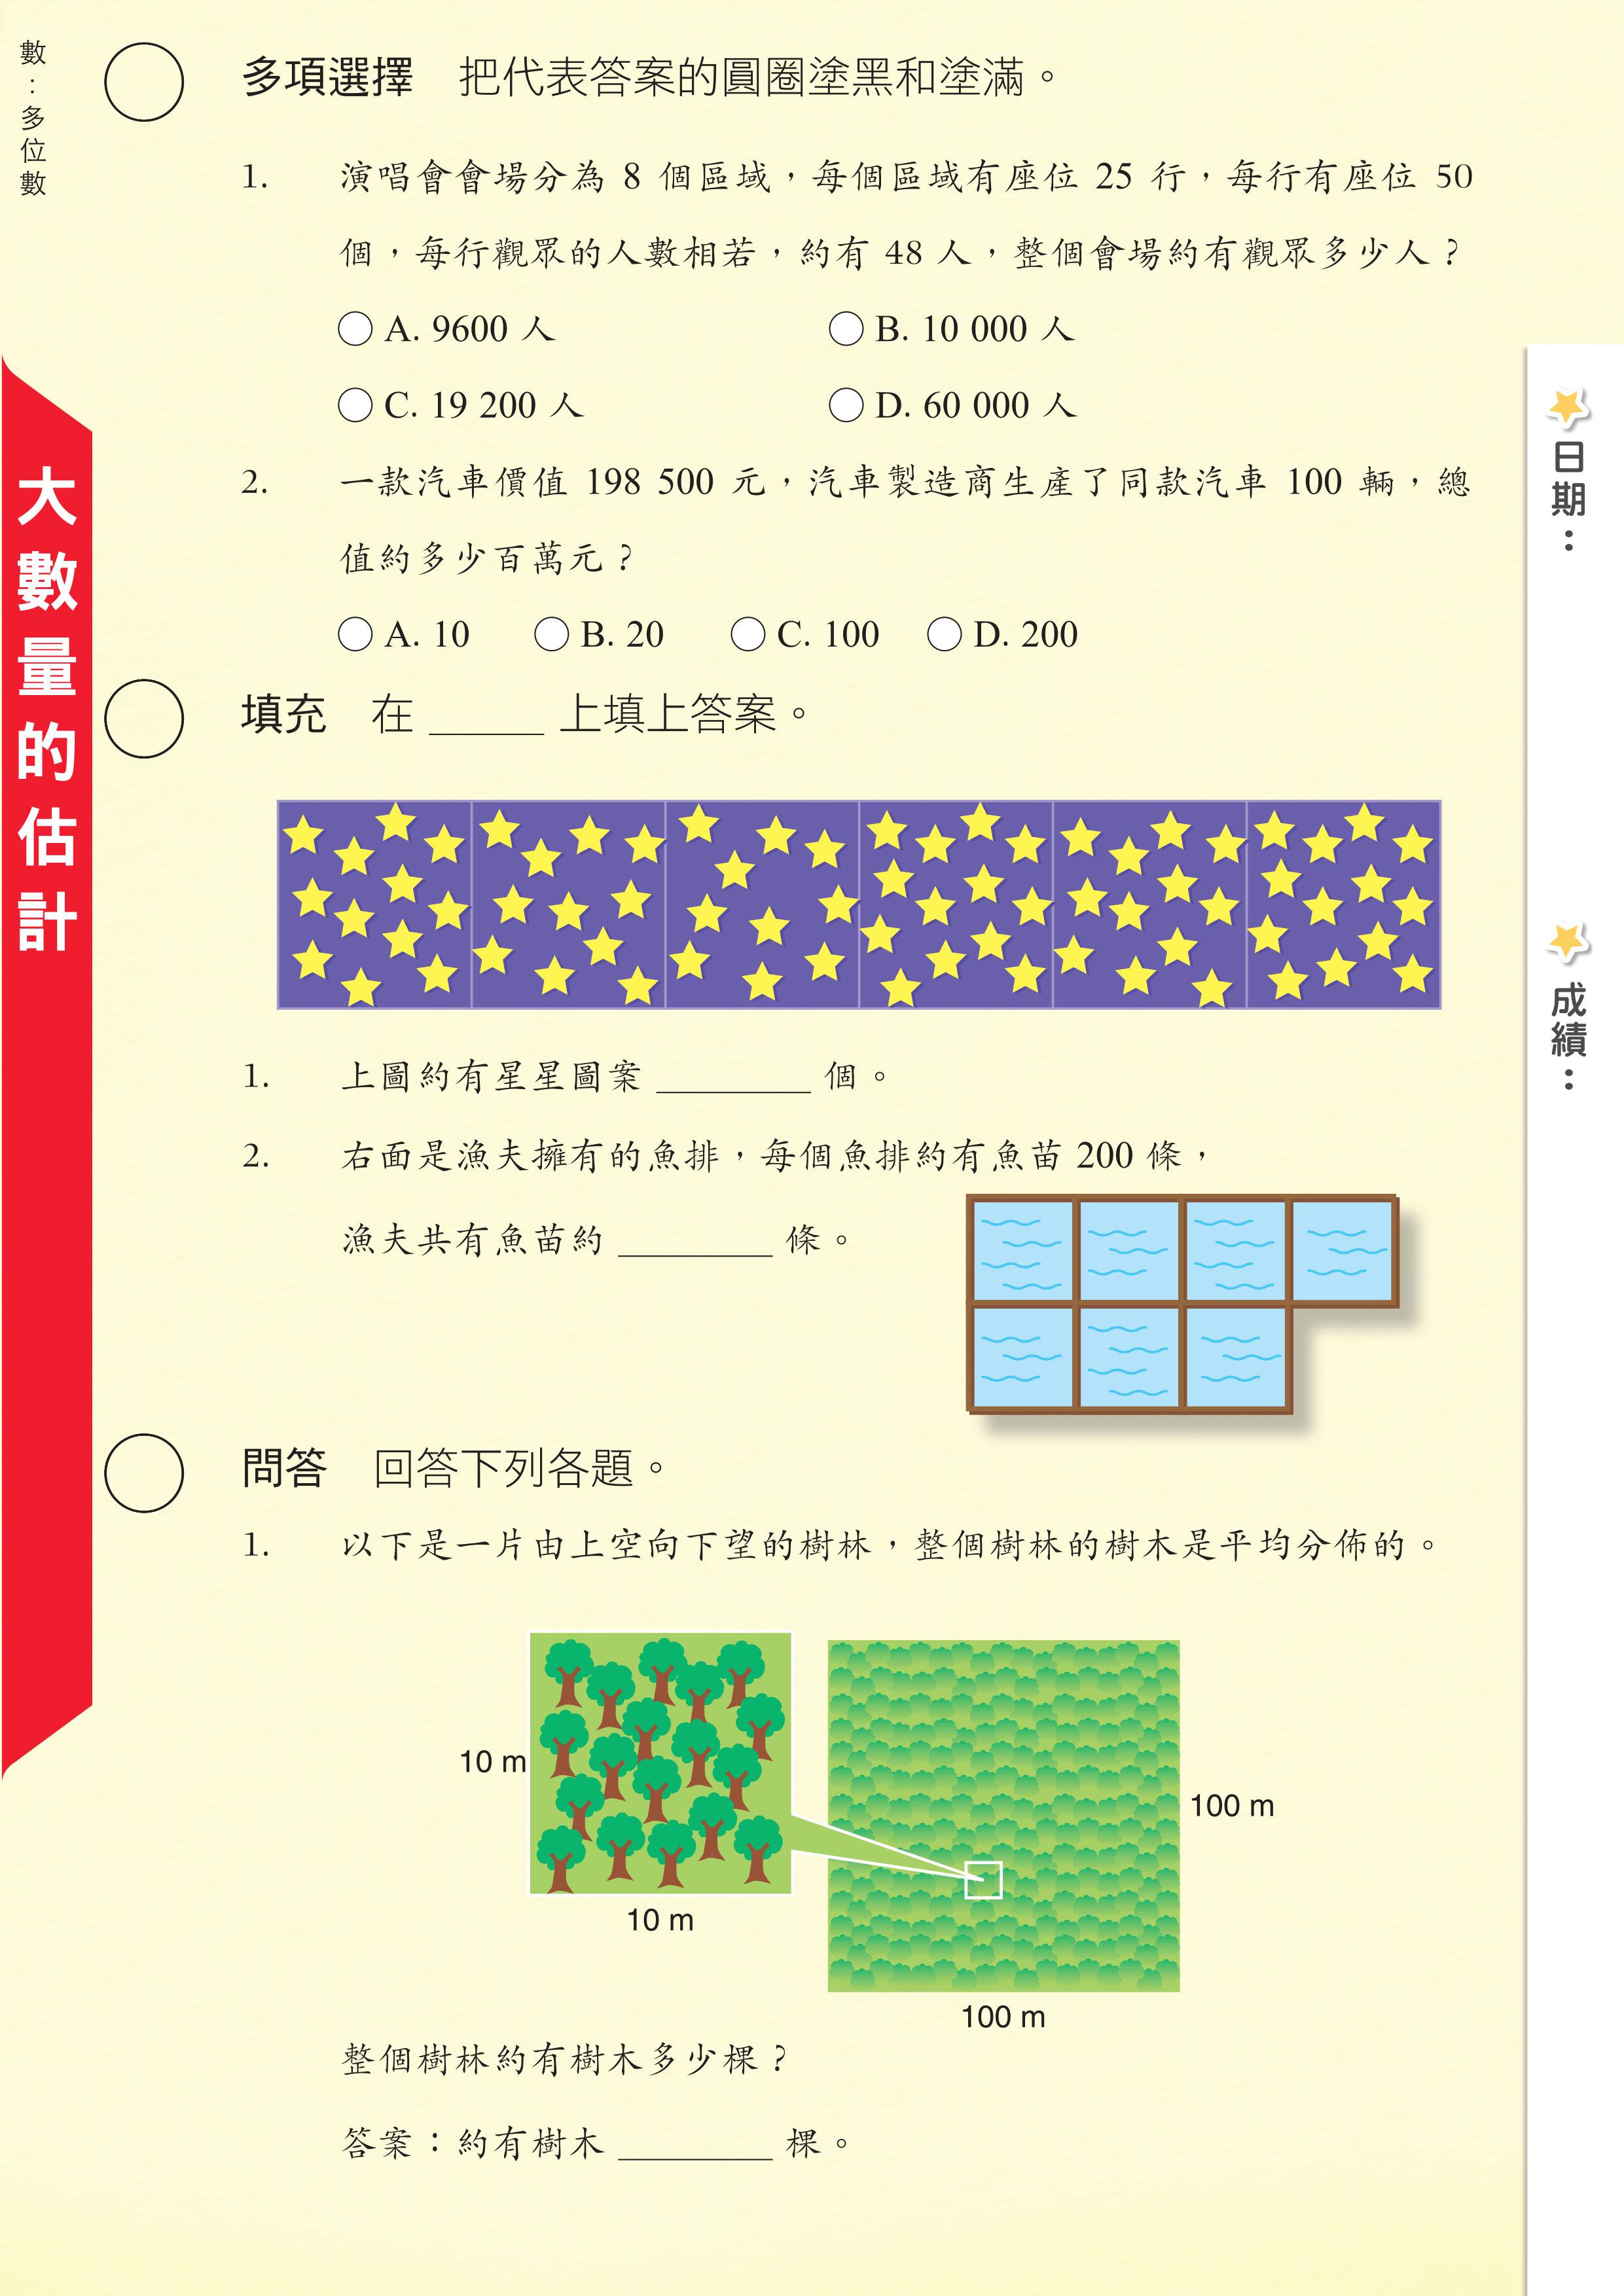 數：多位數
大數量的估計
多項選擇 把代表答案的圓圈塗黑和塗滿。
1. 演唱會會場分為 8 個區域，每個區域有座位 25 行，每行有座位 50
個，每行觀眾的人數相若，約有 48 人，整個會場約有觀眾多少人？
A. 9600 人 B. 10 000 人
C. 19 200 人 D. 60 000 人
2. 一款汽車價值 198 500 元，汽車製造商生產了同款汽車 100 輛，總
值約多少百萬元？
A. 10 B. 20 C. 100 D. 200
填充 在 ______ 上填上答案。
1. 上圖約有星星圖案 ________ 個。
2. 右面是漁夫擁有的魚排，每個魚排約有魚苗 200 條，
漁夫共有魚苗約 ________ 條。
問答 回答下列各題。
1. 以下是一片由上空向下望的樹林，整個樹林的樹木是平均分佈的。
10 m
10 m
100 m
100 m
整個樹林約有樹木多少棵？
答案：約有樹木 ________ 棵。
日期：
成績：